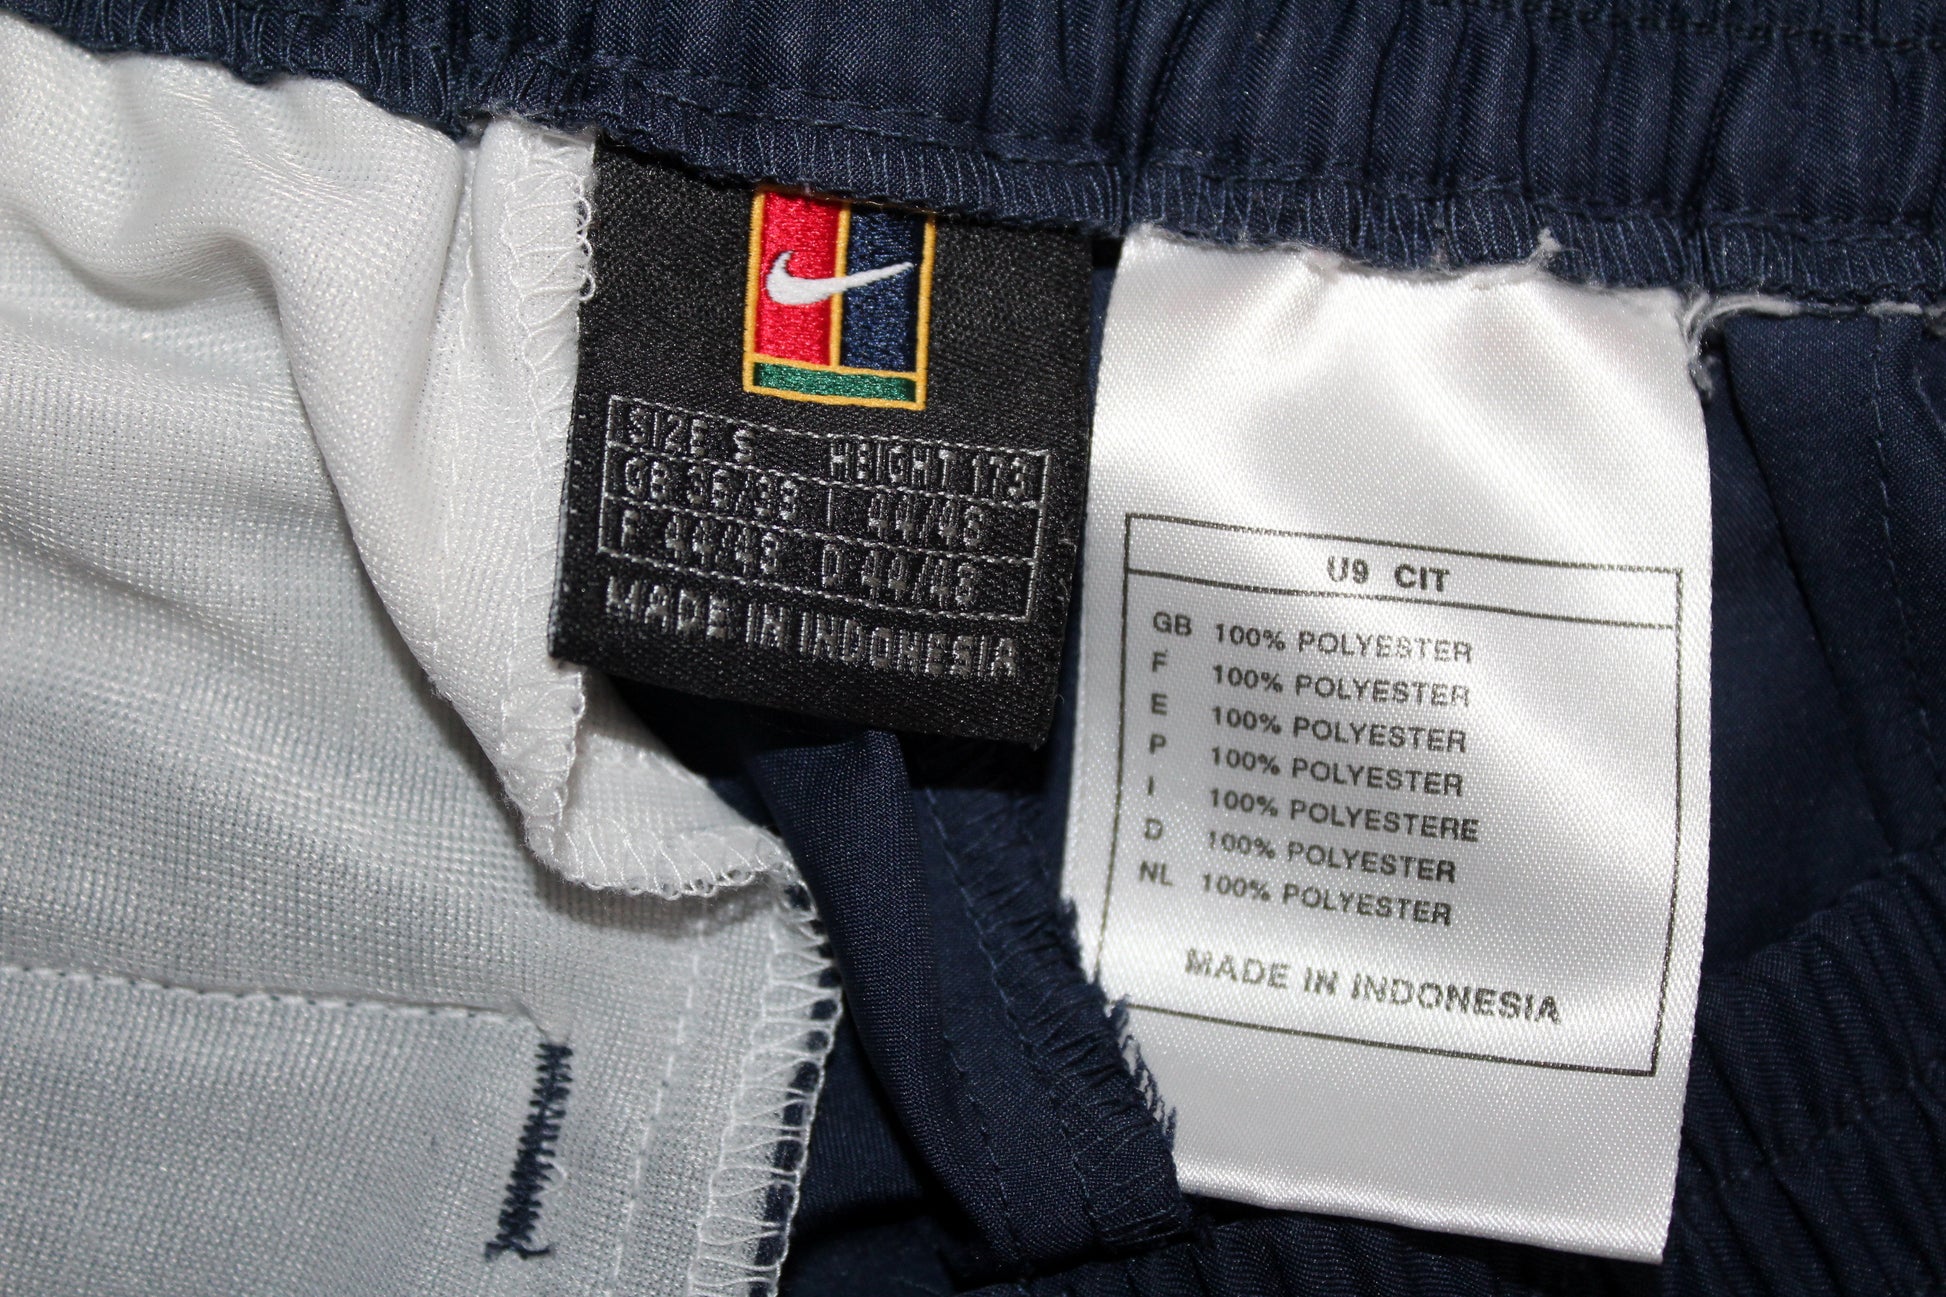 SIZE S HEIGHT 173
GB 36/38 I 44/46
F 44/46 D 44/46
MADE IN INDONESIA
U9 CIT
GB 100% POLYESTER
F 100% POLYESTER
E 100% POLYESTER
P 100% POLYESTER
I 100% POLYESTERE
D 100% POLYESTER
NL 100% POLYESTER
MADE IN INDONESIA